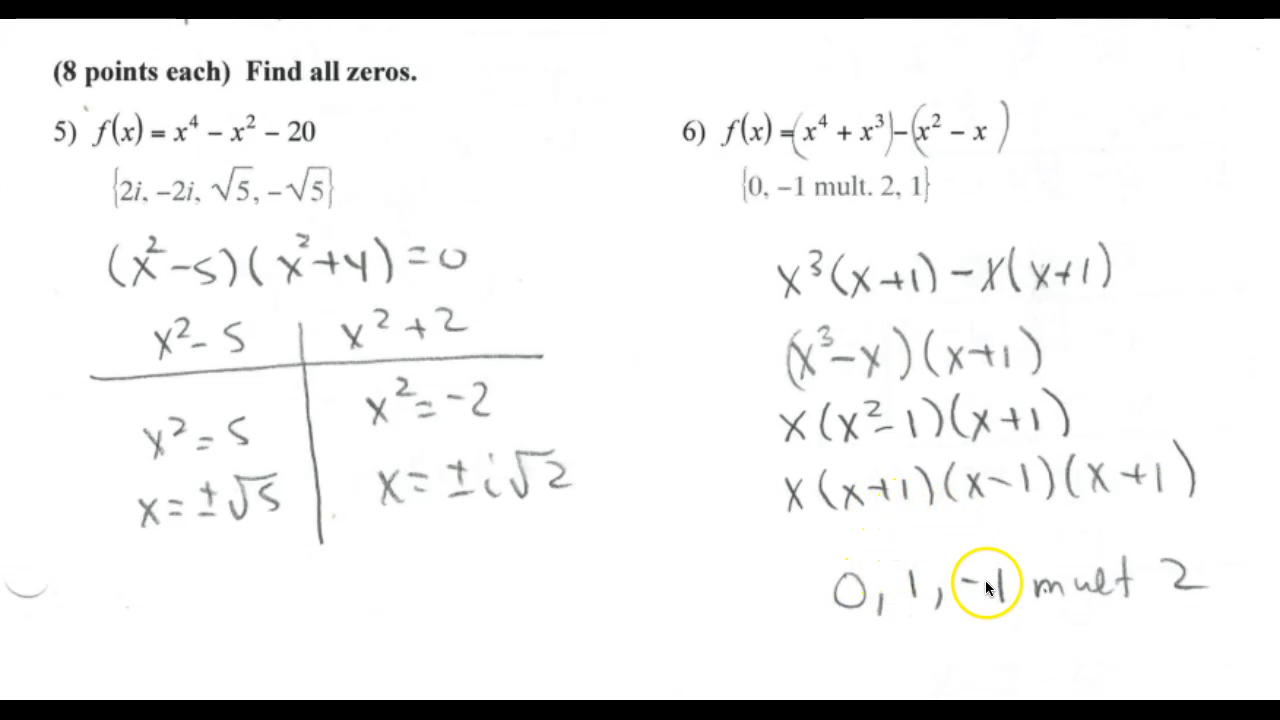 (8 points each) Find all zeros.
5) f(x) = x⁴ − x² − 20
{2i, −2i, √5, −√5}
(x²−5)(x²+4)=0
x²−5 | x²+2
x²=5 | x²=−2
x=±√5 | x=±i√2
6) f(x) =(x⁴ + x³)−(x² − x)
{0, −1 mult. 2, 1}
x³(x+1)−x(x+1)
(x³−x)(x+1)
x(x²−1)(x+1)
x(x+1)(x−1)(x+1)
0, 1, −1 mult 2